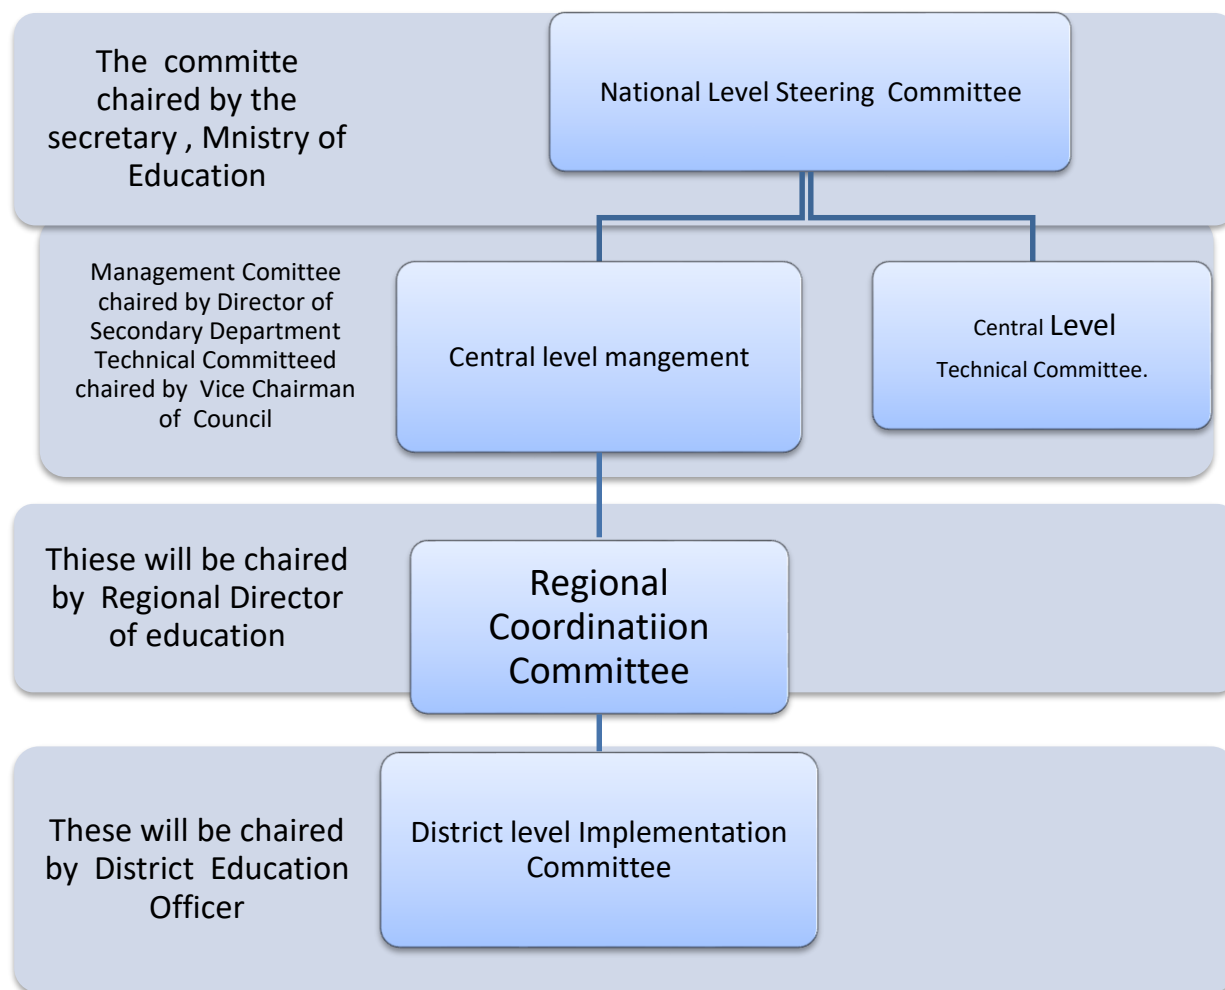 The committe
chaired by the
secretary , Mnistry of
Education
National Level Steering Committee
Management Comittee
chaired by Director of
Secondary Department
Technical Committeed
chaired by Vice Chairman
of Council
Central level mangement
Central Level
Technical Committee.
Thiese will be chaired
by Regional Director
of education
Regional
Coordinatiion
Committee
These will be chaired
by District Education
Officer
District level Implementation
Committee